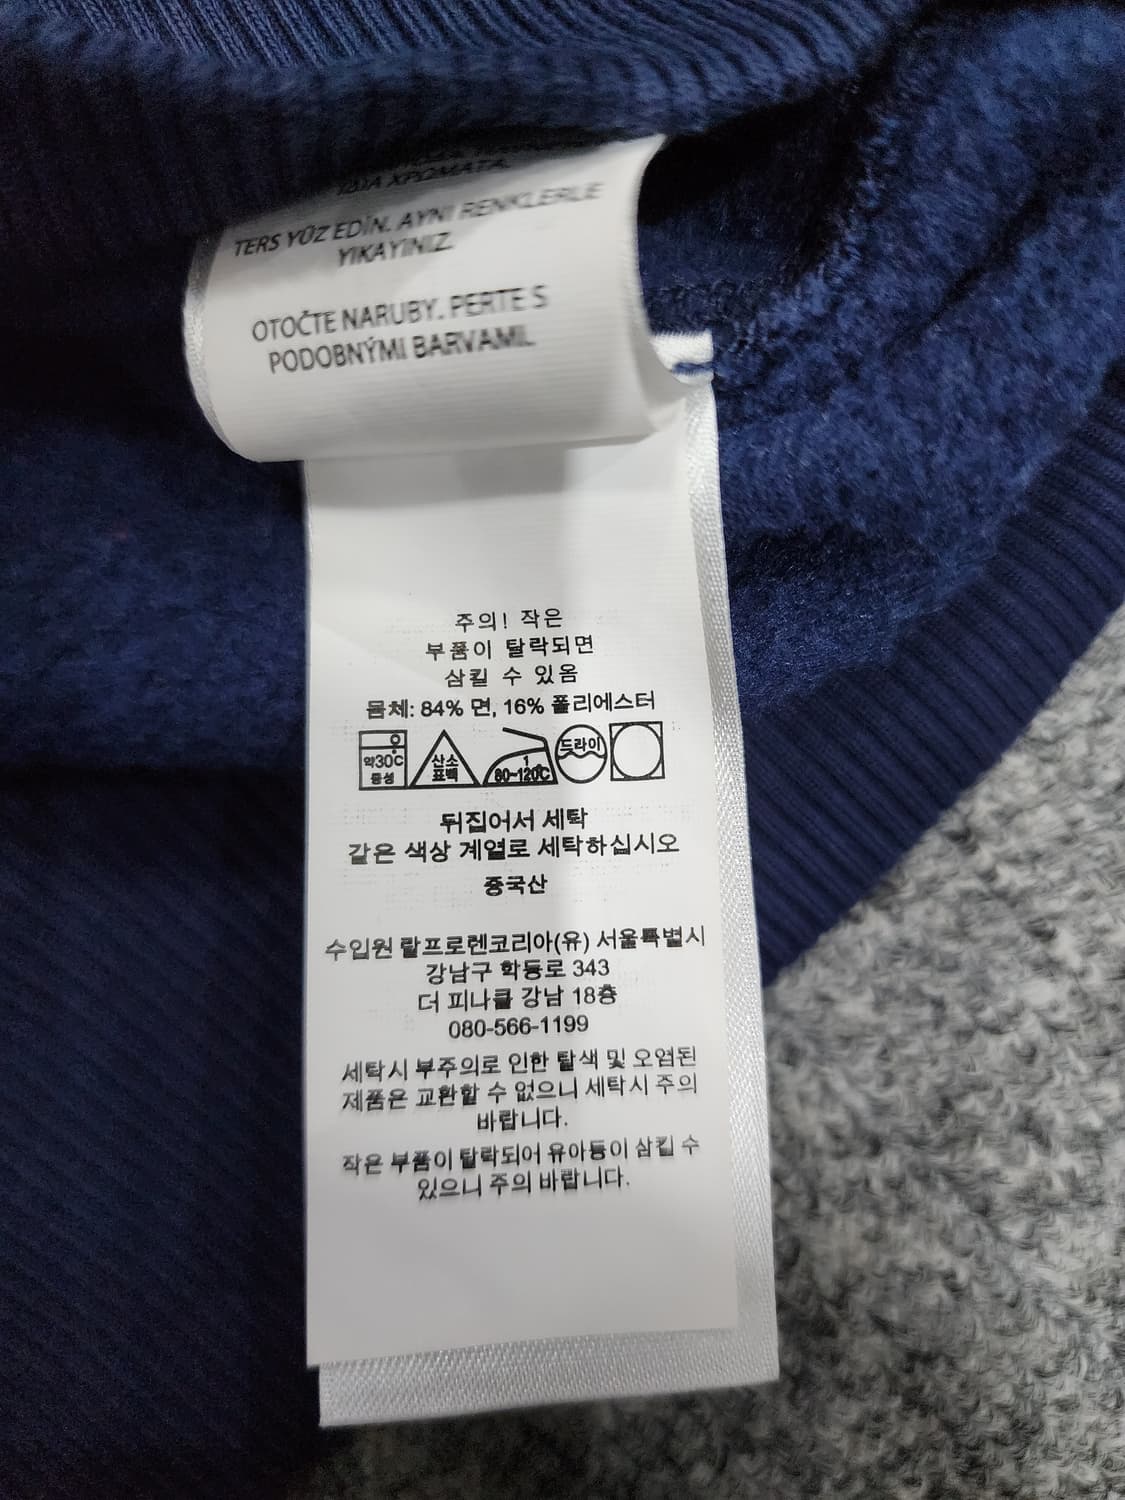 ΙΔΙΑ ΧΡΩΜΑΤΑ.
TERS YÜZ EDİN. AYNI RENKLERLE
YIKAYINIZ.
OTOČTE NARUBY. PERTE S
PODOBNÝMI BARVAMI.
주의! 작은
부품이 탈락되면
삼킬 수 있음
몸체: 84% 면, 16% 폴리에스터
약30℃
중성
산소
표백
1
80~120℃
드라이
뒤집어서 세탁
같은 색상 계열로 세탁하십시오
중국산
수입원 랄프로렌코리아(유) 서울특별시
강남구 학동로 343
더 피나클 강남 18층
080-566-1199
세탁시 부주의로 인한 탈색 및 오염된
제품은 교환할 수 없으니 세탁시 주의
바랍니다.
작은 부품이 탈락되어 유아등이 삼킬 수
있으니 주의 바랍니다.